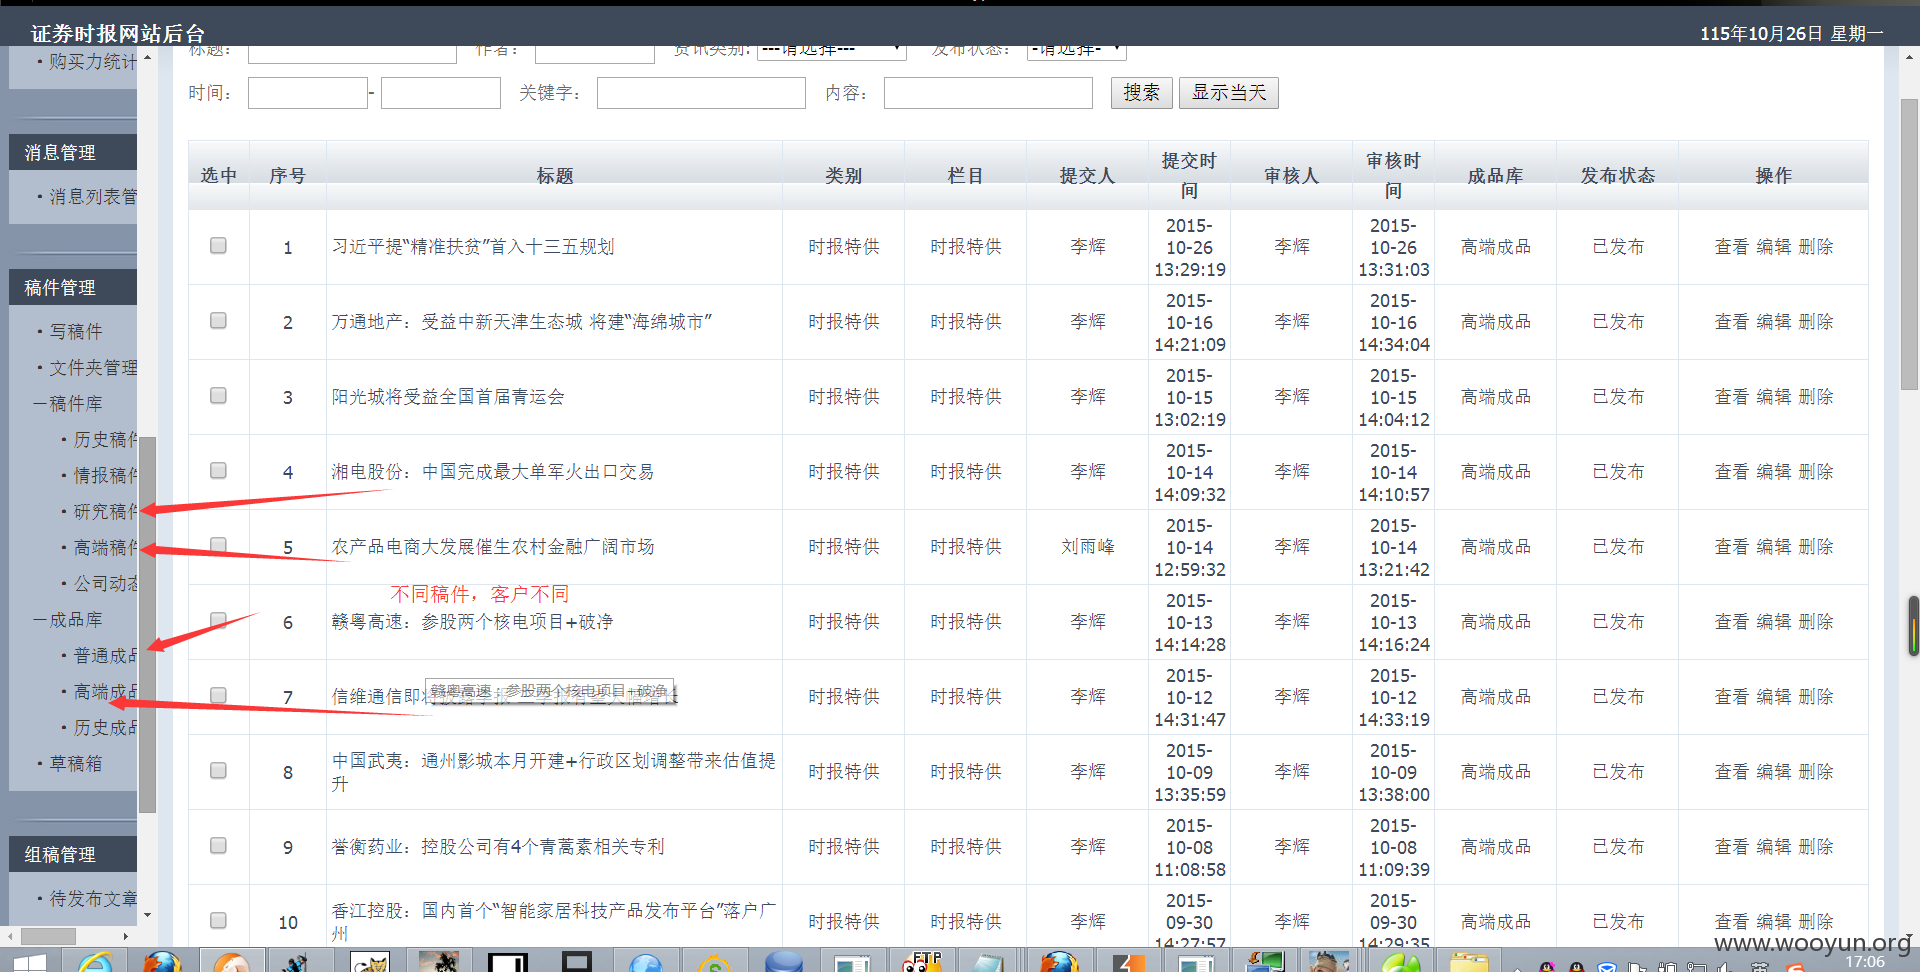 证券时报网站后台
115年10月26日 星期一
标题： 作者： 资讯类别: ---请选择--- 发布状态: -请选择-
时间： - 关键字： 内容： 搜索 显示当天
· 购买力统计
消息管理
· 消息列表管
稿件管理
· 写稿件
· 文件夹管理
—稿件库
· 历史稿件
· 情报稿件
· 研究稿件
· 高端稿件
· 公司动态
—成品库
· 普通成品
· 高端成品
· 历史成品
· 草稿箱
组稿管理
· 待发布文章
选中 序号 标题 类别 栏目 提交人 提交时间 审核人 审核时间 成品库 发布状态 操作
1 习近平提“精准扶贫”首入十三五规划 时报特供 时报特供 李辉 2015-10-26 13:29:19 李辉 2015-10-26 13:31:03 高端成品 已发布 查看 编辑 删除
2 万通地产：受益中新天津生态城 将建“海绵城市” 时报特供 时报特供 李辉 2015-10-16 14:21:09 李辉 2015-10-16 14:34:04 高端成品 已发布 查看 编辑 删除
3 阳光城将受益全国首届青运会 时报特供 时报特供 李辉 2015-10-15 13:02:19 李辉 2015-10-15 14:04:12 高端成品 已发布 查看 编辑 删除
4 湘电股份：中国完成最大单军火出口交易 时报特供 时报特供 李辉 2015-10-14 14:09:32 李辉 2015-10-14 14:10:57 高端成品 已发布 查看 编辑 删除
5 农产品电商大发展催生农村金融广阔市场 时报特供 时报特供 刘雨峰 2015-10-14 12:59:32 李辉 2015-10-14 13:21:42 高端成品 已发布 查看 编辑 删除
不同稿件，客户不同
6 赣粤高速：参股两个核电项目+破净 时报特供 时报特供 李辉 2015-10-13 14:14:28 李辉 2015-10-13 14:16:24 高端成品 已发布 查看 编辑 删除
赣粤高速：参股两个核电项目+破净
7 信维通信即 时报特供 时报特供 李辉 2015-10-12 14:31:47 李辉 2015-10-12 14:33:19 高端成品 已发布 查看 编辑 删除
8 中国武夷：通州影城本月开建+行政区划调整带来估值提升 时报特供 时报特供 李辉 2015-10-09 13:35:59 李辉 2015-10-09 13:38:00 高端成品 已发布 查看 编辑 删除
9 誉衡药业：控股公司有4个青蒿素相关专利 时报特供 时报特供 李辉 2015-10-08 11:08:58 李辉 2015-10-08 11:09:39 高端成品 已发布 查看 编辑 删除
10 香江控股：国内首个“智能家居科技产品发布平台”落户广州 时报特供 时报特供 李辉 2015-09-30 14:27:57 李辉 2015-09-30 14:29:35 高端成品 已发布 查看 编辑 删除
www.wooyun.org
FTP
英
17:06